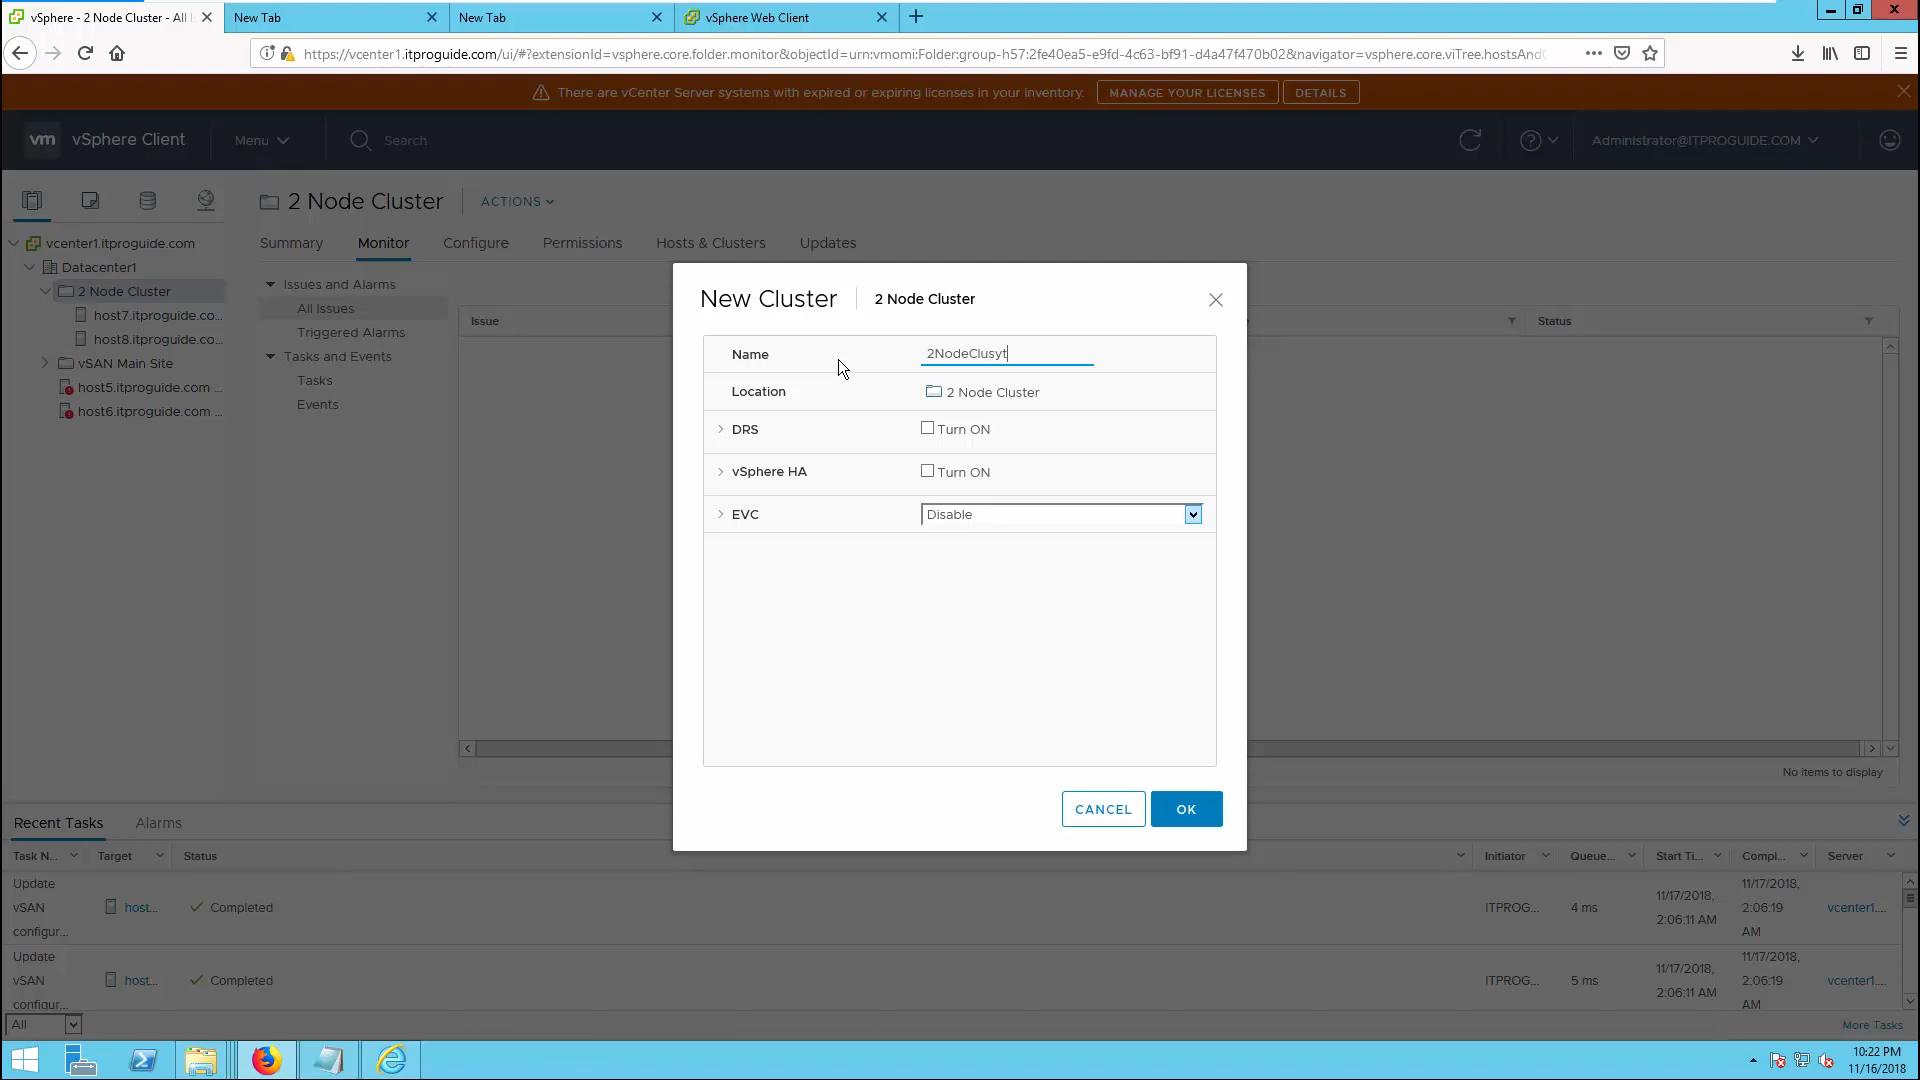 vSphere - 2 Node Cluster - All
New Tab
New Tab
vSphere Web Client
https://vcenter1.itproguide.com/ui/#?extensionId=vsphere.core.folder.monitor&objectId=urn:vmomi:Folder:group-h57:2fe40ea5-e9fd-4c63-bf91-d4a47f470b02&navigator=vsphere.core.viTree.hostsAndC
There are vCenter Server systems with expired or expiring licenses in your inventory.
MANAGE YOUR LICENSES
DETAILS
vm vSphere Client
Menu
Search
Administrator@ITPROGUIDE.COM
2 Node Cluster
ACTIONS
Summary
Monitor
Configure
Permissions
Hosts & Clusters
Updates
vcenter1.itproguide.com
Datacenter1
2 Node Cluster
host7.itproguide.co...
host8.itproguide.co...
vSAN Main Site
host5.itproguide.com ...
host6.itproguide.com ...
Issues and Alarms
All Issues
Triggered Alarms
Tasks and Events
Tasks
Events
Issue
Status
No items to display
New Cluster
2 Node Cluster
Name
2NodeClusyt
Location
2 Node Cluster
DRS
Turn ON
vSphere HA
Turn ON
EVC
Disable
CANCEL
OK
Recent Tasks
Alarms
Task N...
Target
Status
Initiator
Queue...
Start Ti...
Compl...
Server
Update
vSAN
configur...
host...
Completed
ITPROG...
4 ms
11/17/2018,
2:06:11 AM
11/17/2018,
2:06:19
AM
vcenter1....
Update
vSAN
configur...
host...
Completed
ITPROG...
5 ms
11/17/2018,
2:06:11 AM
11/17/2018,
2:06:19
AM
vcenter1....
All
More Tasks
10:22 PM
11/16/2018